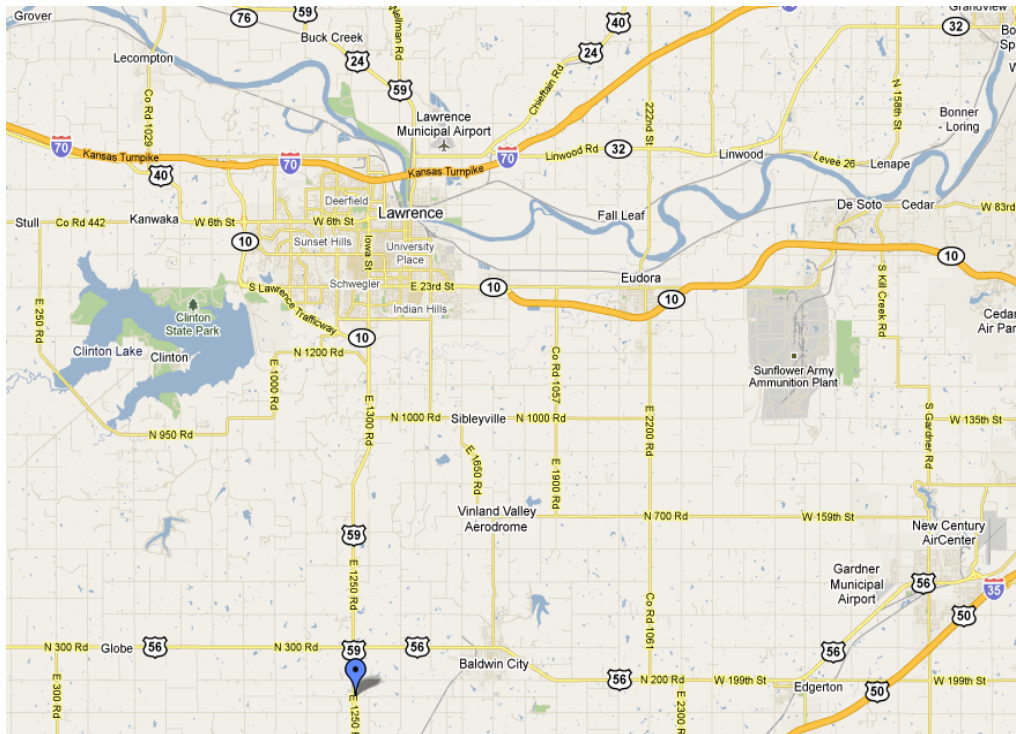 Grover
76
59
Nellman Rd
40
Grandview
32
Buck Creek
24
Lecompton
59
24
Chieftain Rd
222nd St
N 158th St
Co Rd 1029
Lawrence
Municipal Airport
Bonner
- Loring
70
Kansas Turnpike
70
70
Kansas Turnpike
Linwood Rd
32
Linwood
Levee 26
Lenape
40
Deerfield
Stull
Co Rd 442
Kanwaka
W 6th St
W 6th St
Lawrence
Fall Leaf
De Soto
Cedar
W 83rd
10
Sunset Hills
Iowa St
University
Place
10
Schwegler
Eudora
S Lawrence Trafficway
E 23rd St
10
10
S Kill Creek Rd
E 250 Rd
Clinton
State Park
Indian Hills
Cedar
Air Par
10
Clinton Lake
Clinton
N 1200 Rd
E 1000 Rd
Co Rd 1057
Sunflower Army
Ammunition Plant
E 1300 Rd
N 1000 Rd
Sibleyville
N 1000 Rd
E 2200 Rd
S Gardner Rd
W 135th St
N 950 Rd
E 1650 Rd
E 1900 Rd
Vinland Valley
Aerodrome
N 700 Rd
W 159th St
59
New Century
AirCenter
E 1250 Rd
Gardner
Municipal
Airport
56
35
Co Rd 1061
50
N 300 Rd
Globe
56
N 300 Rd
59
56
56
Baldwin City
E 300 Rd
E 1250 R
56
N 200 Rd
W 199th St
Edgerton
50
W 199th St
E 2300 Rd